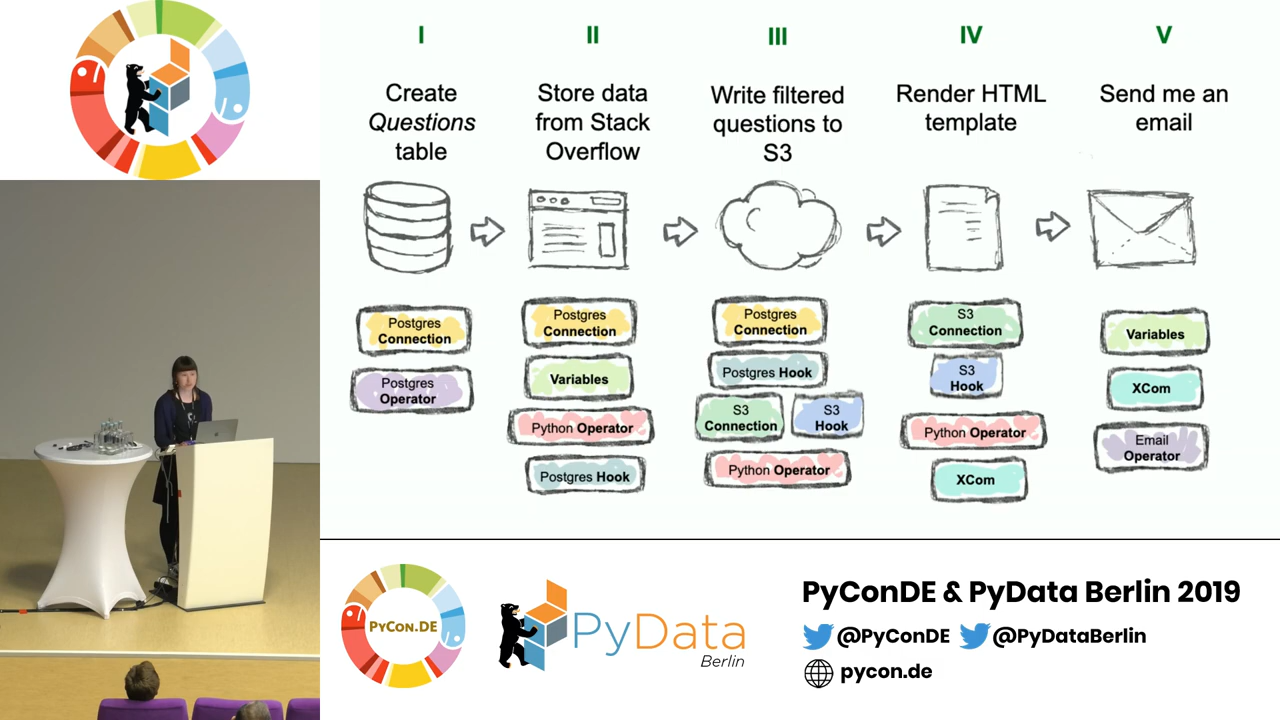 I
II
III
IV
V
Create
Questions
table
Store data
from Stack
Overflow
Write filtered
questions to
S3
Render HTML
template
Send me an
email
Postgres
Connection
Postgres
Operator
Postgres
Connection
Variables
Python Operator
Postgres Hook
Postgres
Connection
Postgres Hook
S3
Connection
S3
Hook
Python Operator
S3
Connection
S3
Hook
Python Operator
XCom
Variables
XCom
Email
Operator
PYCON.DE
PyData
Berlin
PyConDE & PyData Berlin 2019
@PyConDE @PyDataBerlin
pycon.de